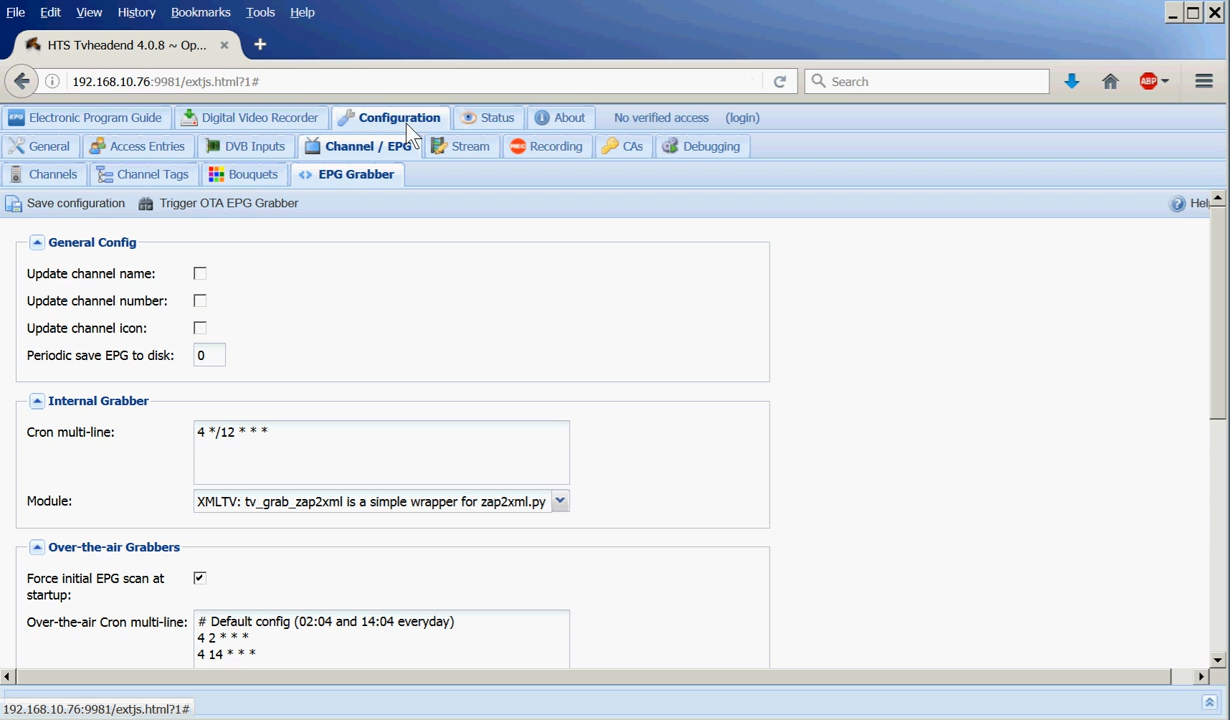 File Edit View History Bookmarks Tools Help
HTS Tvheadend 4.0.8 ~ Op...
192.168.10.76:9981/extjs.html?1#
Search
ABP
EPG Electronic Program Guide Digital Video Recorder Configuration Status About No verified access (login)
General Access Entries DVB Inputs Channel / EPG Stream REC Recording CAs Debugging
Channels Channel Tags Bouquets EPG Grabber
Save configuration Trigger OTA EPG Grabber Help
General Config
Update channel name:
Update channel number:
Update channel icon:
Periodic save EPG to disk: 0
Internal Grabber
Cron multi-line: 4 */12 * * *
Module: XMLTV: tv_grab_zap2xml is a simple wrapper for zap2xml.py
Over-the-air Grabbers
Force initial EPG scan at
startup:
Over-the-air Cron multi-line: # Default config (02:04 and 14:04 everyday)
4 2 * * *
4 14 * * *
192.168.10.76:9981/extjs.html?1#